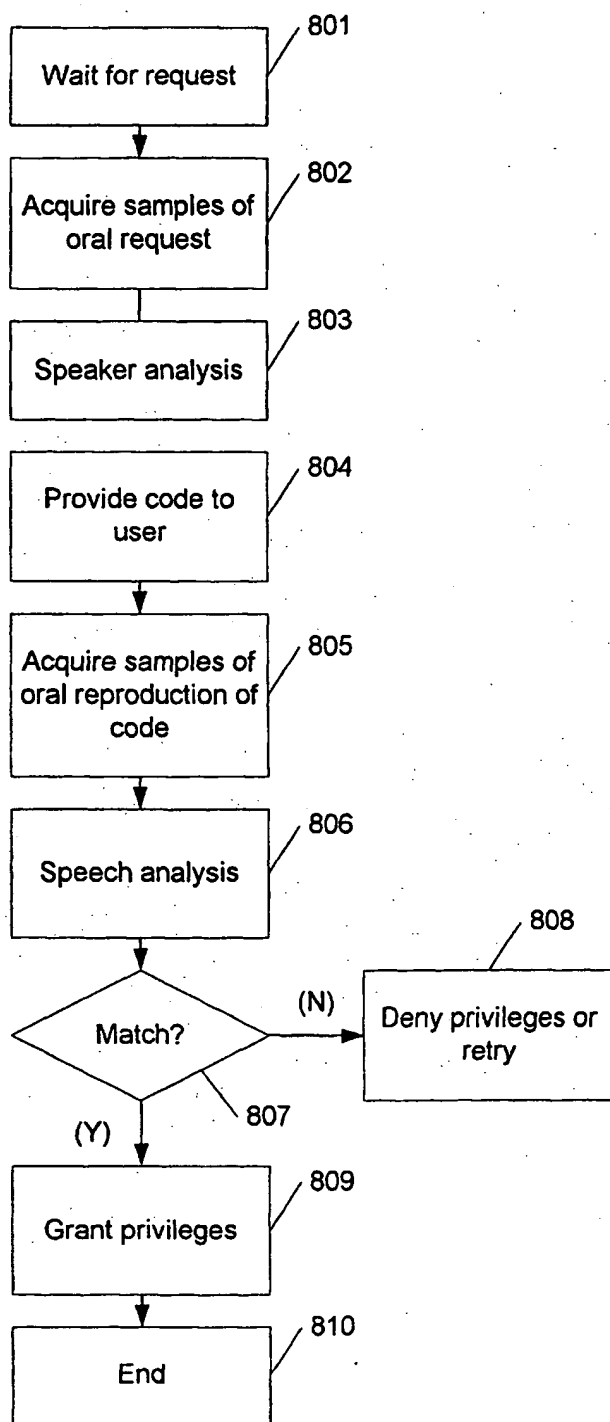 801
Wait for request
802
Acquire samples of
oral request
803
Speaker analysis
804
Provide code to
user
805
Acquire samples of
oral reproduction of
code
806
Speech analysis
808
(N)
Deny privileges or
retry
Match?
807
(Y)
809
Grant privileges
810
End